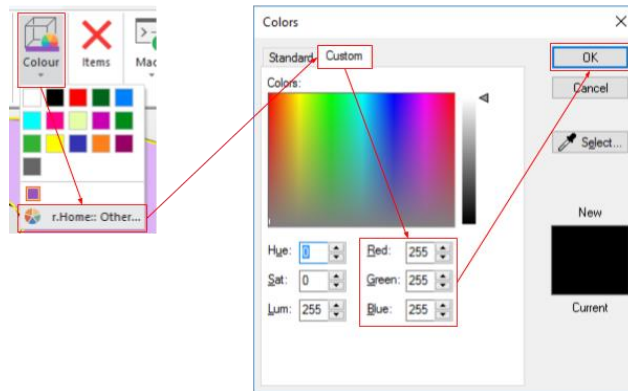 Colour
Items
Mac
r.Home:: Other...
Colors
Standard
Custom
Colors:
Hue: 0
Sat: 0
Lum: 255
Red: 255
Green: 255
Blue: 255
OK
Cancel
Select...
New
Current